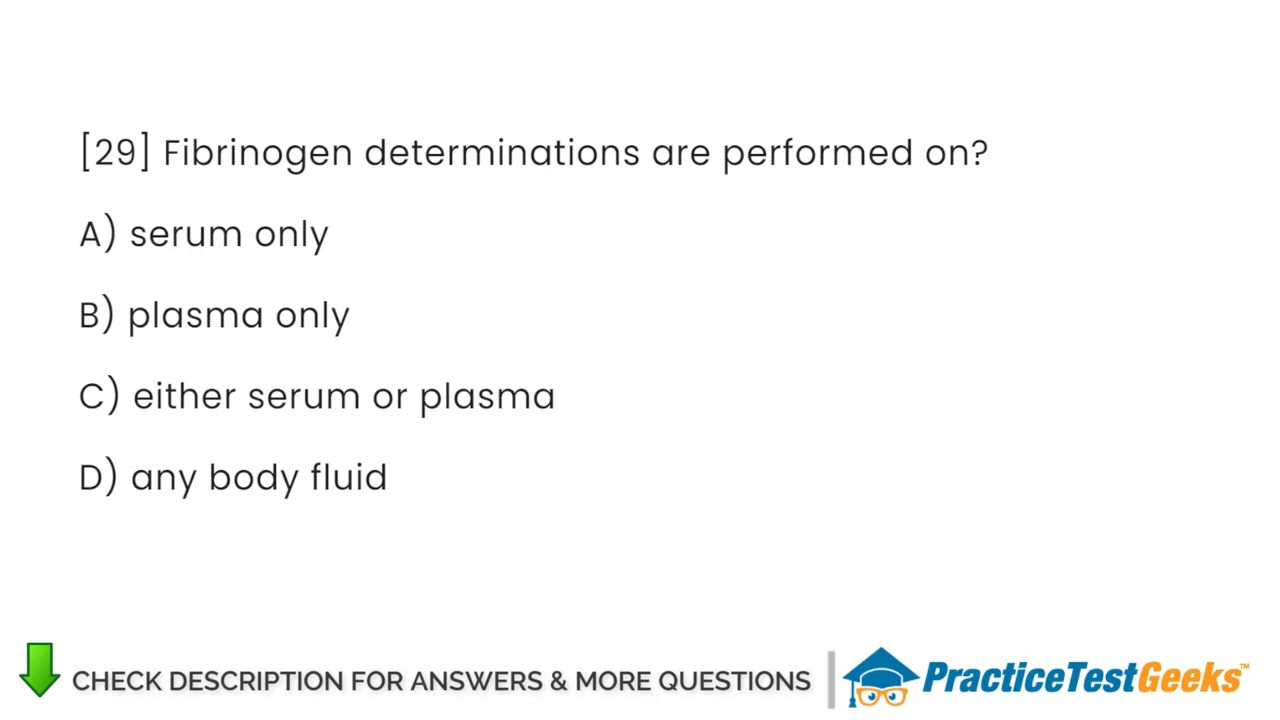 [29] Fibrinogen determinations are performed on?
A) serum only
B) plasma only
C) either serum or plasma
D) any body fluid
CHECK DESCRIPTION FOR ANSWERS & MORE QUESTIONS
PracticeTestGeeks™